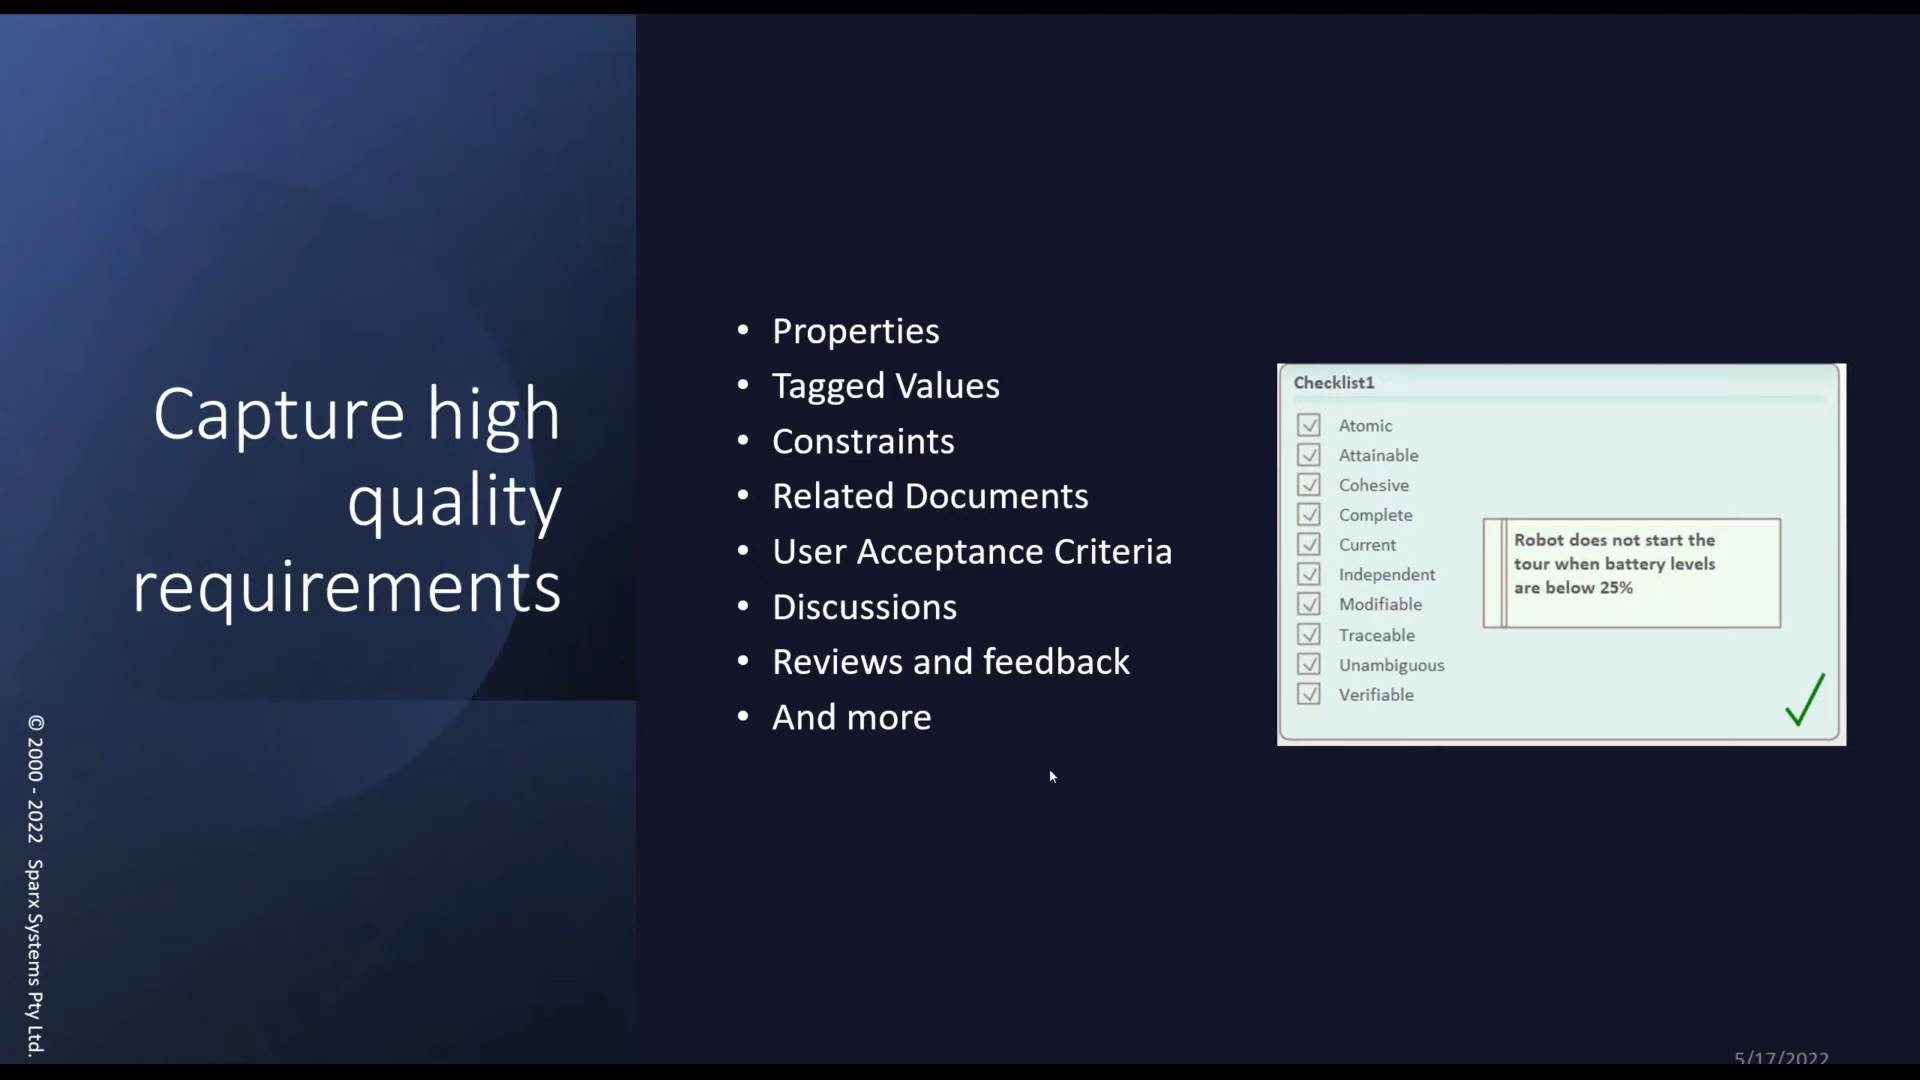 Capture high
quality
requirements
• Properties
• Tagged Values
• Constraints
• Related Documents
• User Acceptance Criteria
• Discussions
• Reviews and feedback
• And more
Checklist1
Atomic
Attainable
Cohesive
Complete
Current
Independent
Modifiable
Traceable
Unambiguous
Verifiable
Robot does not start the
tour when battery levels
are below 25%
© 2000 - 2022 Sparx Systems Pty Ltd.
5/17/2022